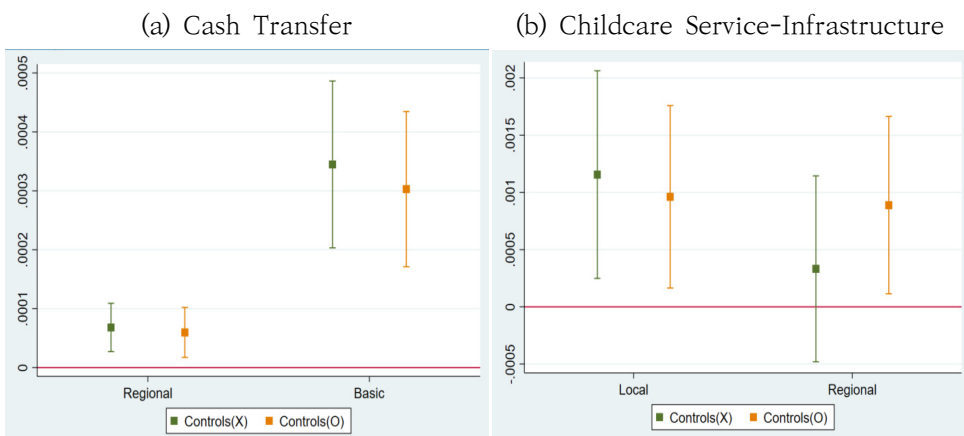 (a) Cash Transfer
(b) Childcare Service-Infrastructure
.0005
.0004
.0003
.0002
.0001
0
Regional
Basic
Controls(X)
Controls(O)
.002
.0015
.001
.0005
0
-.0005
Local
Regional
Controls(X)
Controls(O)